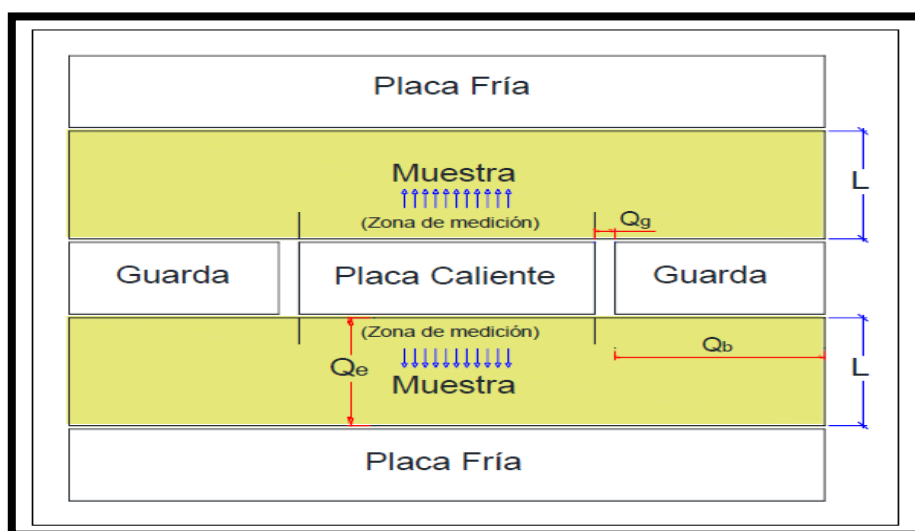 Placa Fría
Muestra
L
(Zona de medición)
Qg
Guarda
Placa Caliente
Guarda
(Zona de medición)
Qb
Qe
L
Muestra
Placa Fría